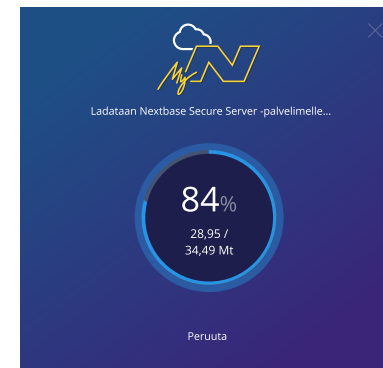 My N
Ladataan Nextbase Secure Server -palvelimelle...
84%
28,95 /
34,49 Mt
Peruuta